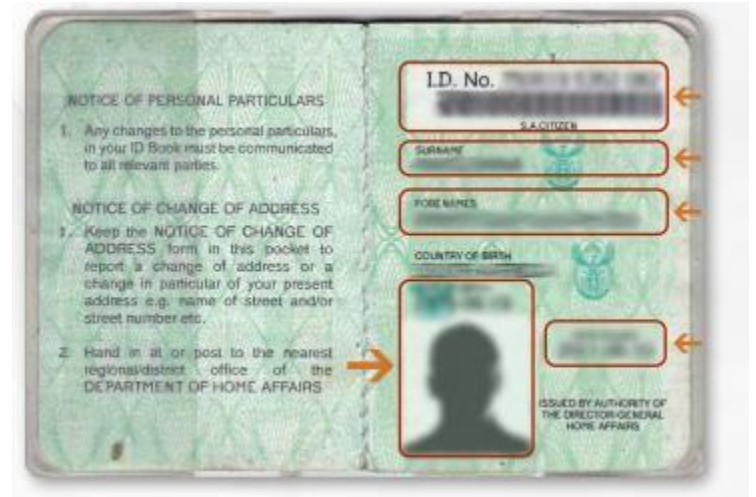 NOTICE OF PERSONAL PARTICULARS
1. Any changes to the personal particulars,
in your ID Book must be communicated
to all relevant parties.
NOTICE OF CHANGE OF ADDRESS
1. Keep the NOTICE OF CHANGE OF
ADDRESS form in this pocket to
report a change of address or a
change in particular of your present
address e.g. name of street and/or
street number etc.
2. Hand in at or post to the nearest
regional/district office of the
DEPARTMENT OF HOME AFFAIRS
I.D. No.
S.A.CITIZEN
SURNAME
FORE NAMES
COUNTRY OF BIRTH
ISSUED BY AUTHORITY OF
THE DIRECTOR-GENERAL
HOME AFFAIRS